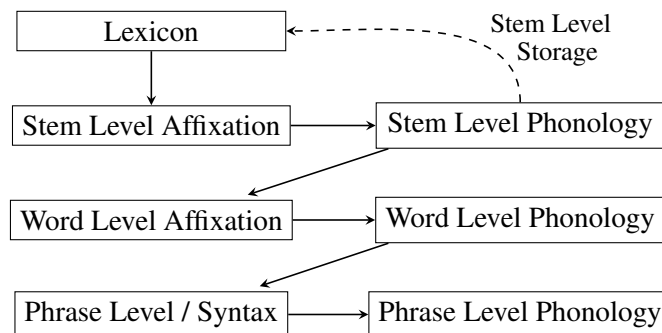 Lexicon
Stem Level
Storage
Stem Level Affixation
Stem Level Phonology
Word Level Affixation
Word Level Phonology
Phrase Level / Syntax
Phrase Level Phonology